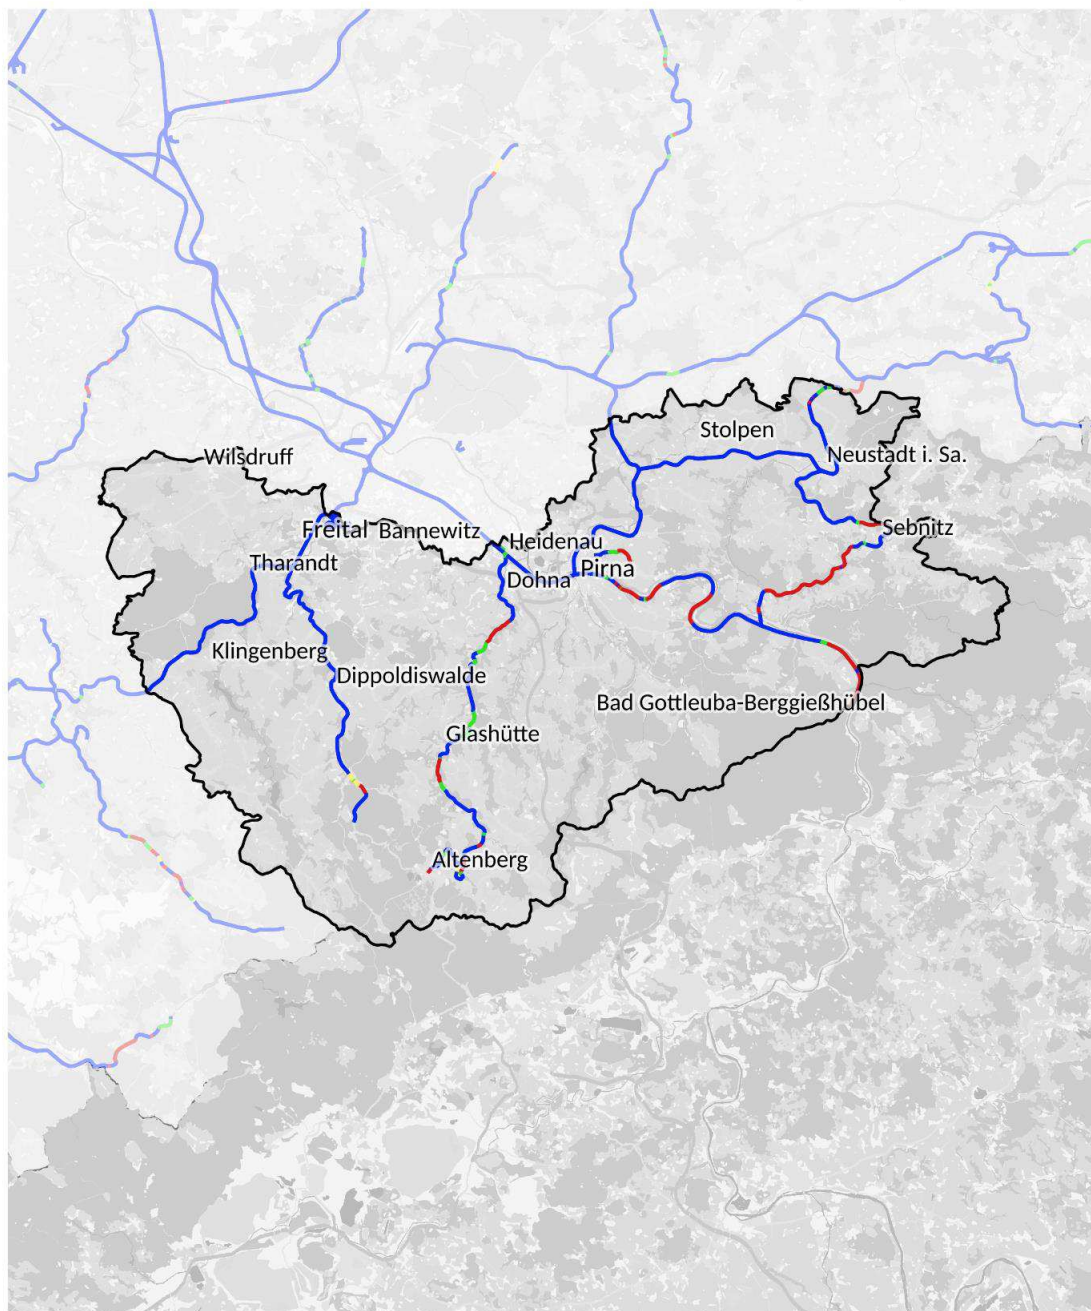 Stolpen
Wilsdruff
Neustadt i. Sa.
Freital
Bannewitz
Sebnitz
Heidenau
Tharandt
Pirna
Dohna
Klingenberg
Dippoldiswalde
Bad Gottleuba-Berggießhübel
Glashütte
Altenberg